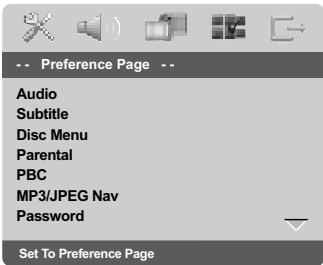 - - Preference Page - -
Audio
Subtitle
Disc Menu
Parental
PBC
MP3/JPEG Nav
Password
Set To Preference Page